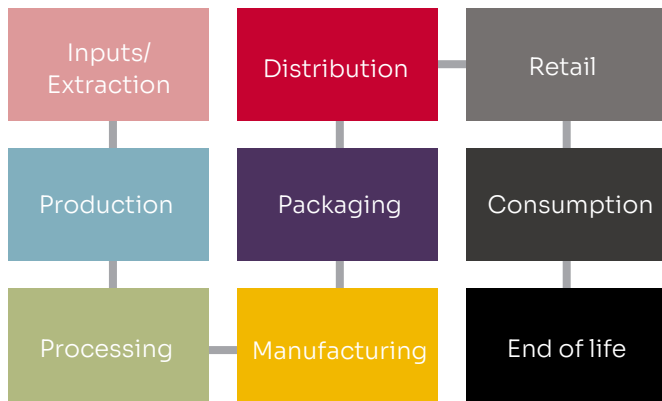 Inputs/
Extraction
Production
Processing
Manufacturing
Packaging
Distribution
Retail
Consumption
End of life